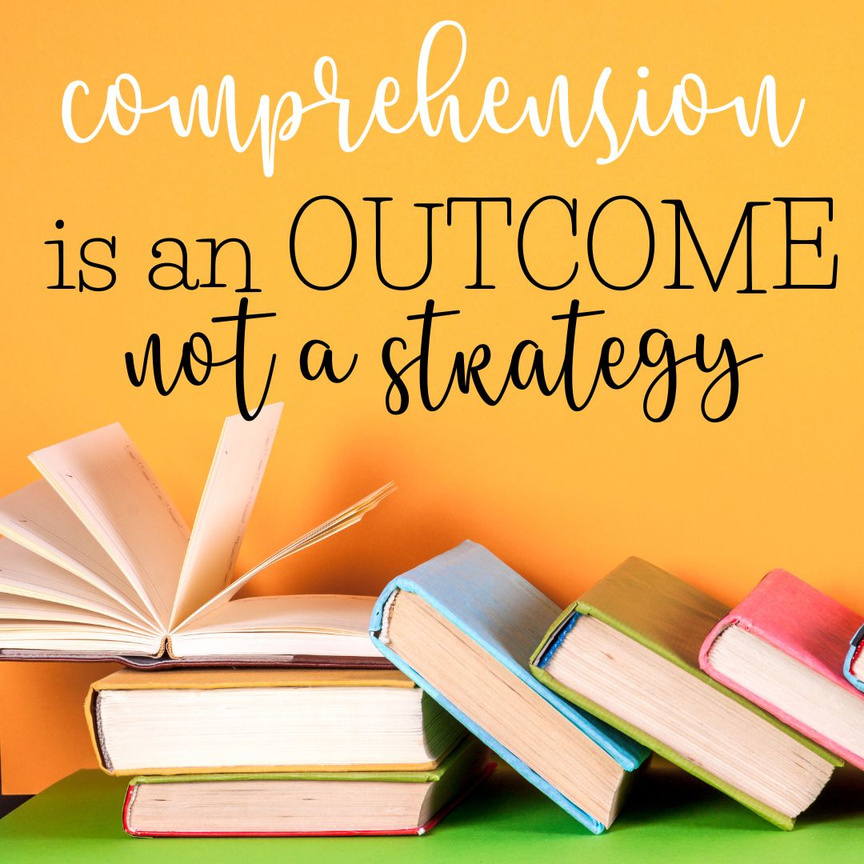 comprehension
is an OUTCOME
not a strategy